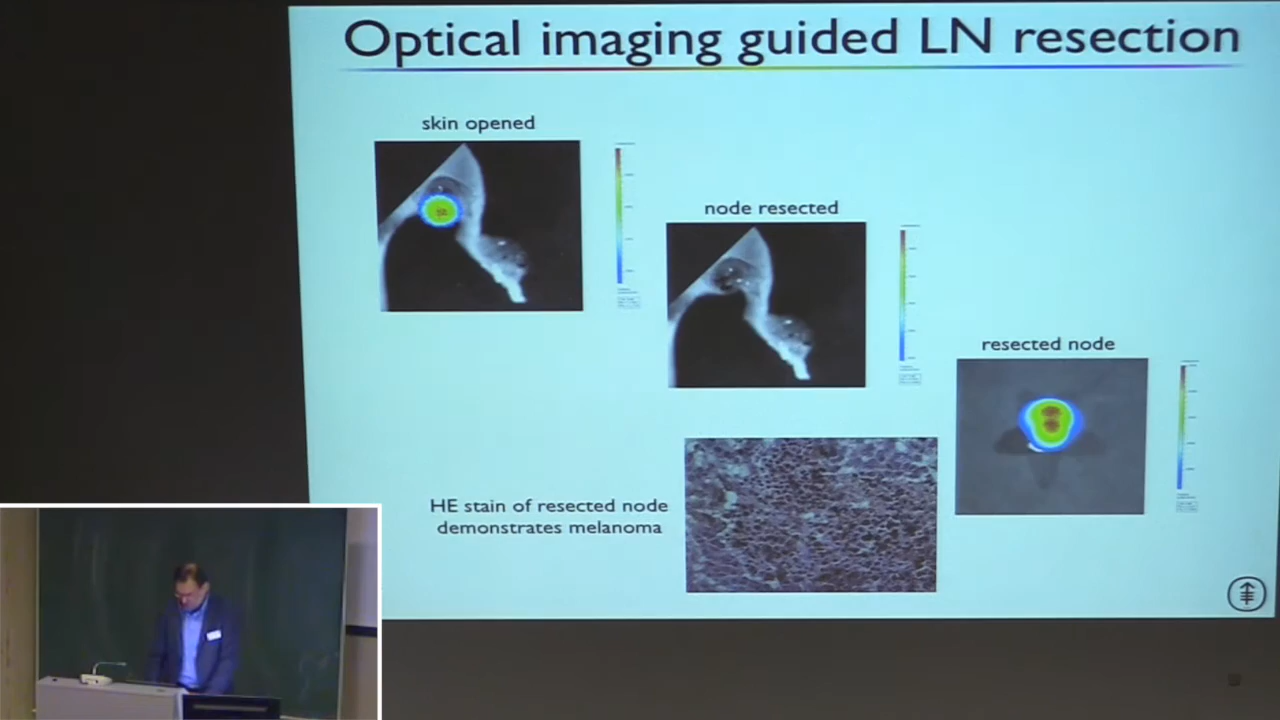 Optical imaging guided LN resection
skin opened
node resected
resected node
HE stain of resected node
demonstrates melanoma